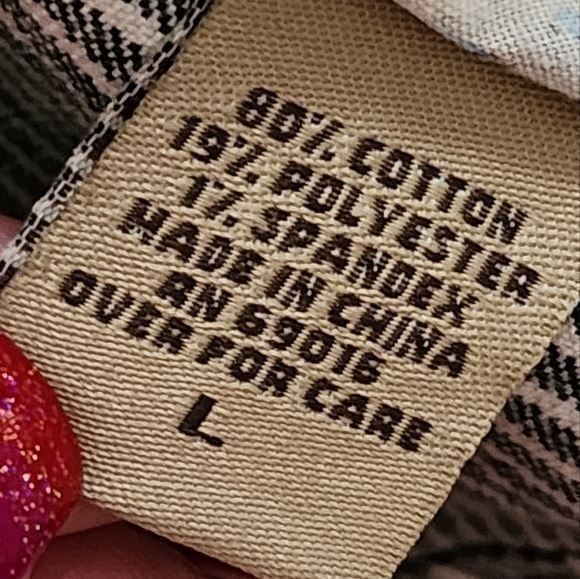 80% COTTON
19% POLYESTER
1% SPANDEX
MADE IN CHINA
RN 69016
OVER FOR CARE
L